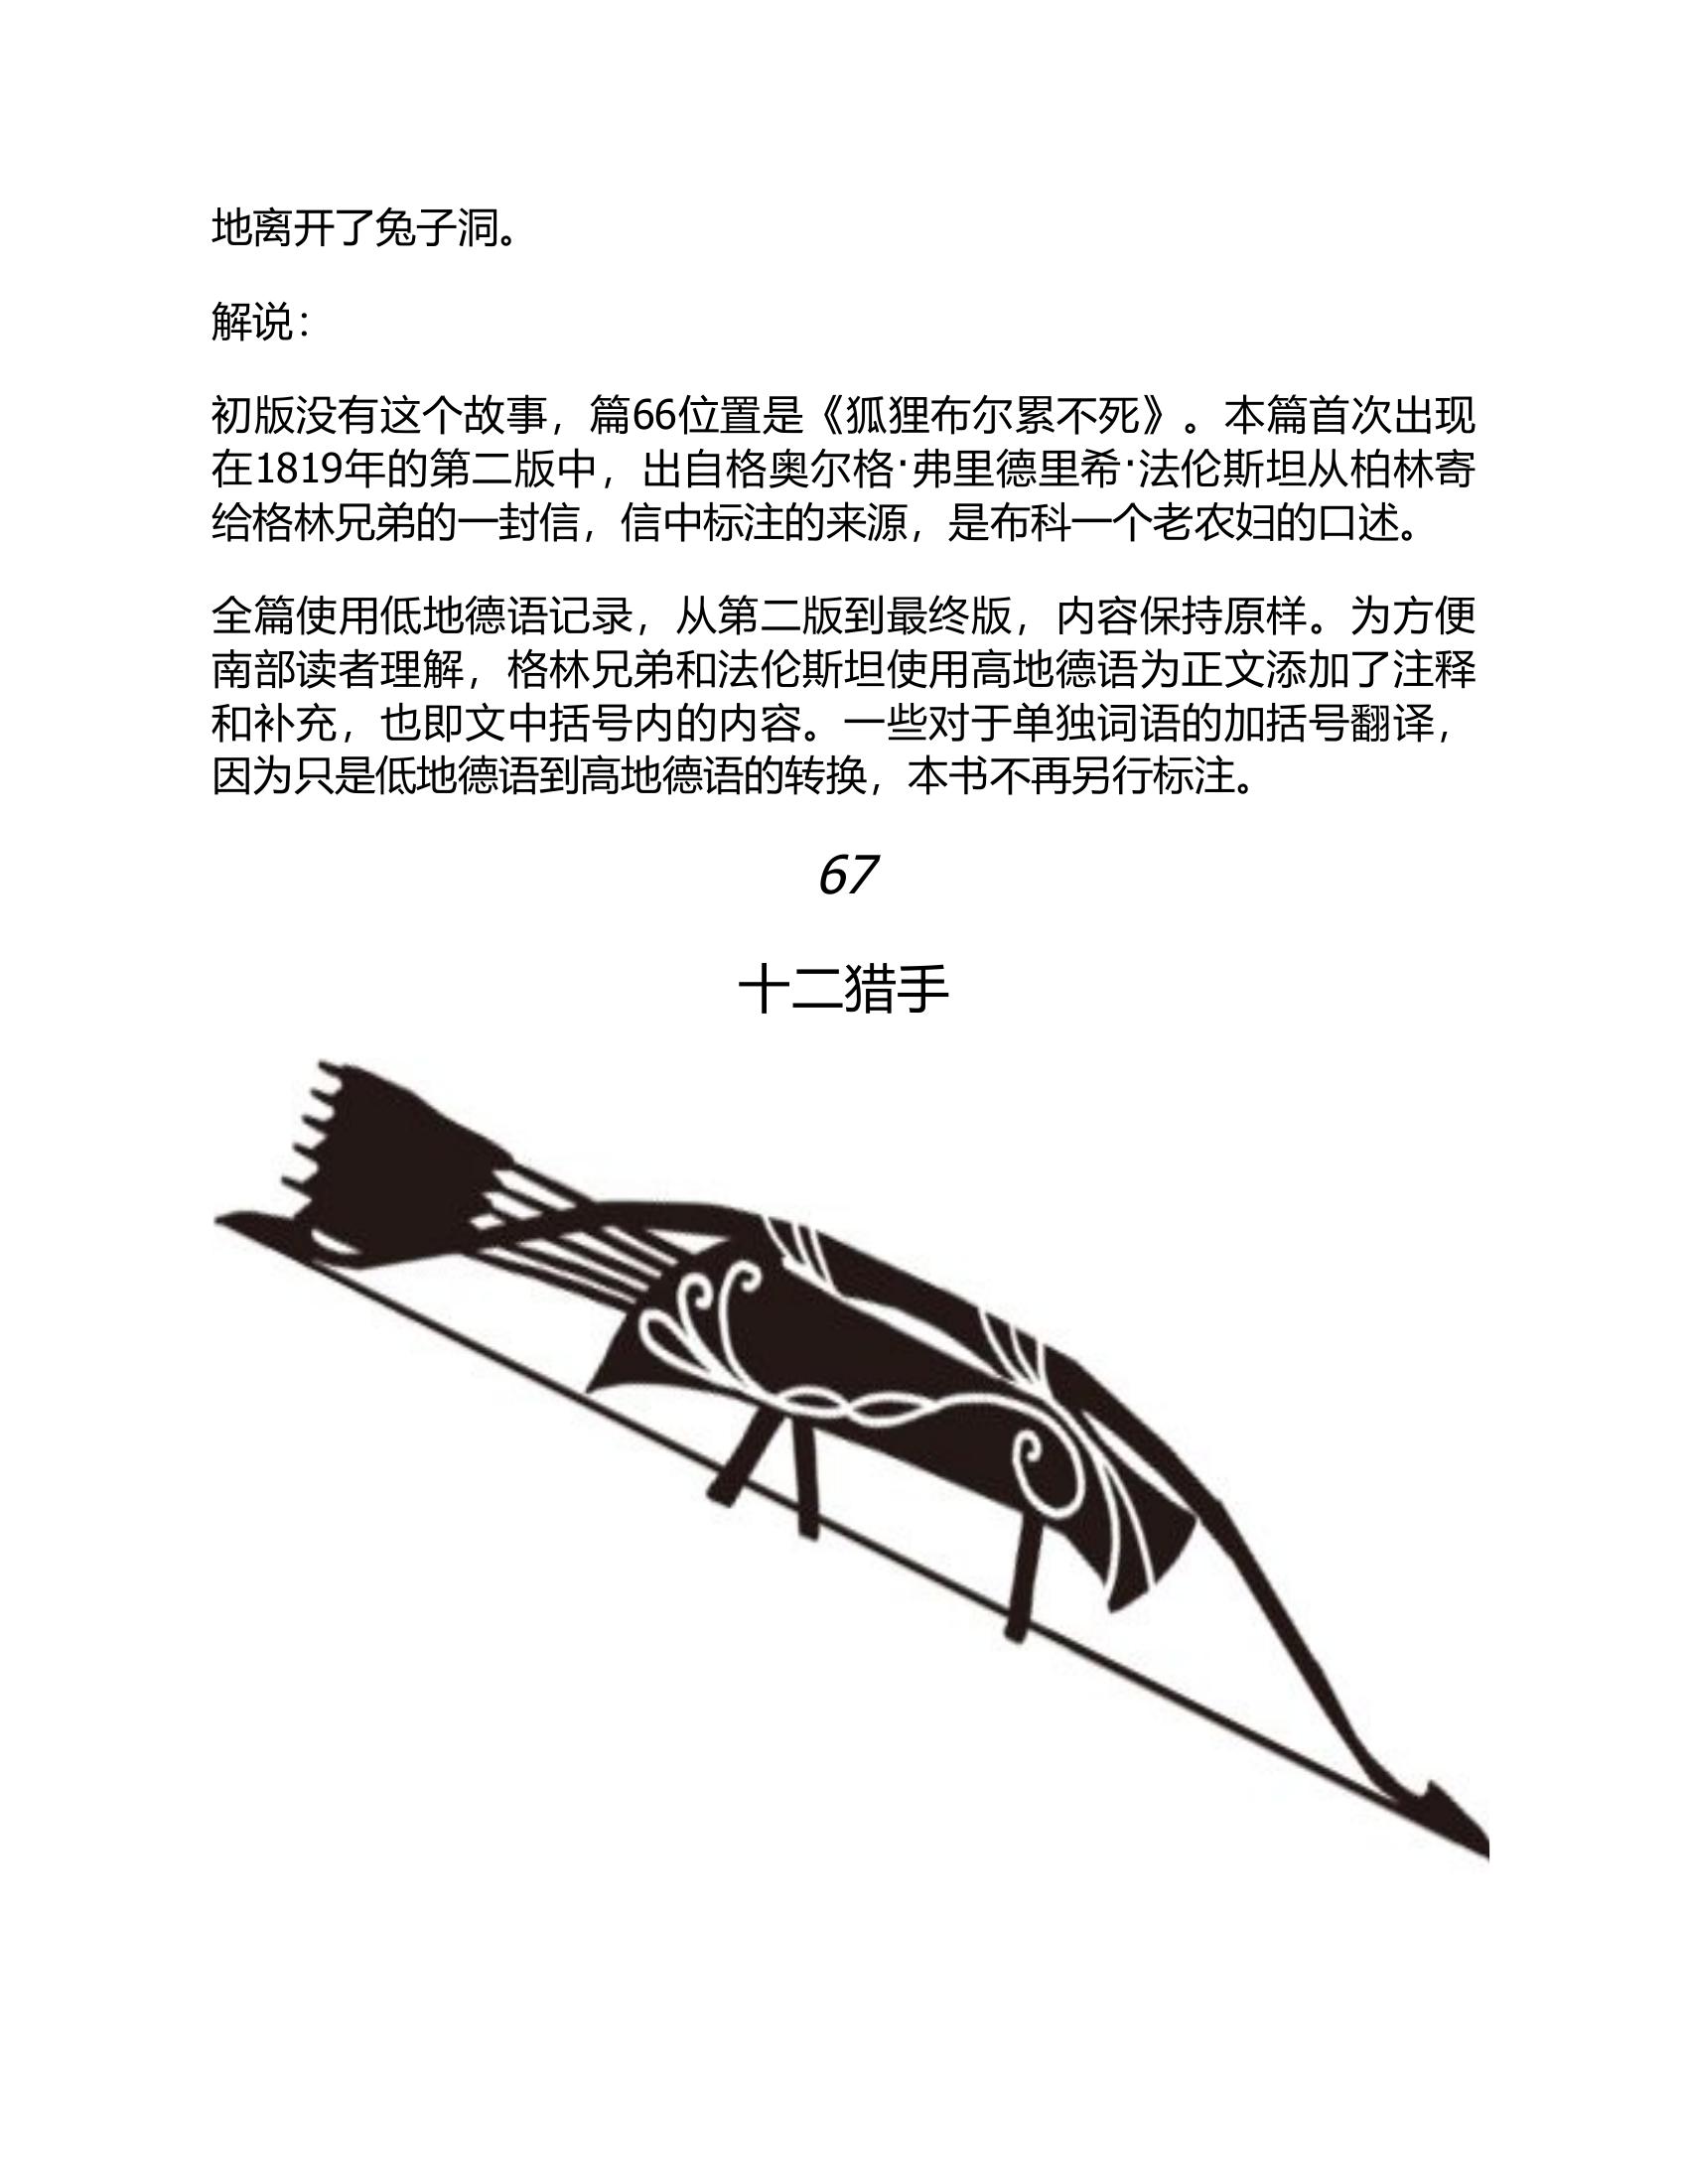 地离开了兔子洞。
解说：
初版没有这个故事，篇66位置是《狐狸布尔累不死》。本篇首次出现
在1819年的第二版中，出自格奥尔格·弗里德里希·法伦斯坦从柏林寄
给格林兄弟的一封信，信中标注的来源，是布科一个老农妇的口述。
全篇使用低地德语记录，从第二版到最终版，内容保持原样。为方便
南部读者理解，格林兄弟和法伦斯坦使用高地德语为正文添加了注释
和补充，也即文中括号内的内容。一些对于单独词语的加括号翻译，
因为只是低地德语到高地德语的转换，本书不再另行标注。
67
十二猎手